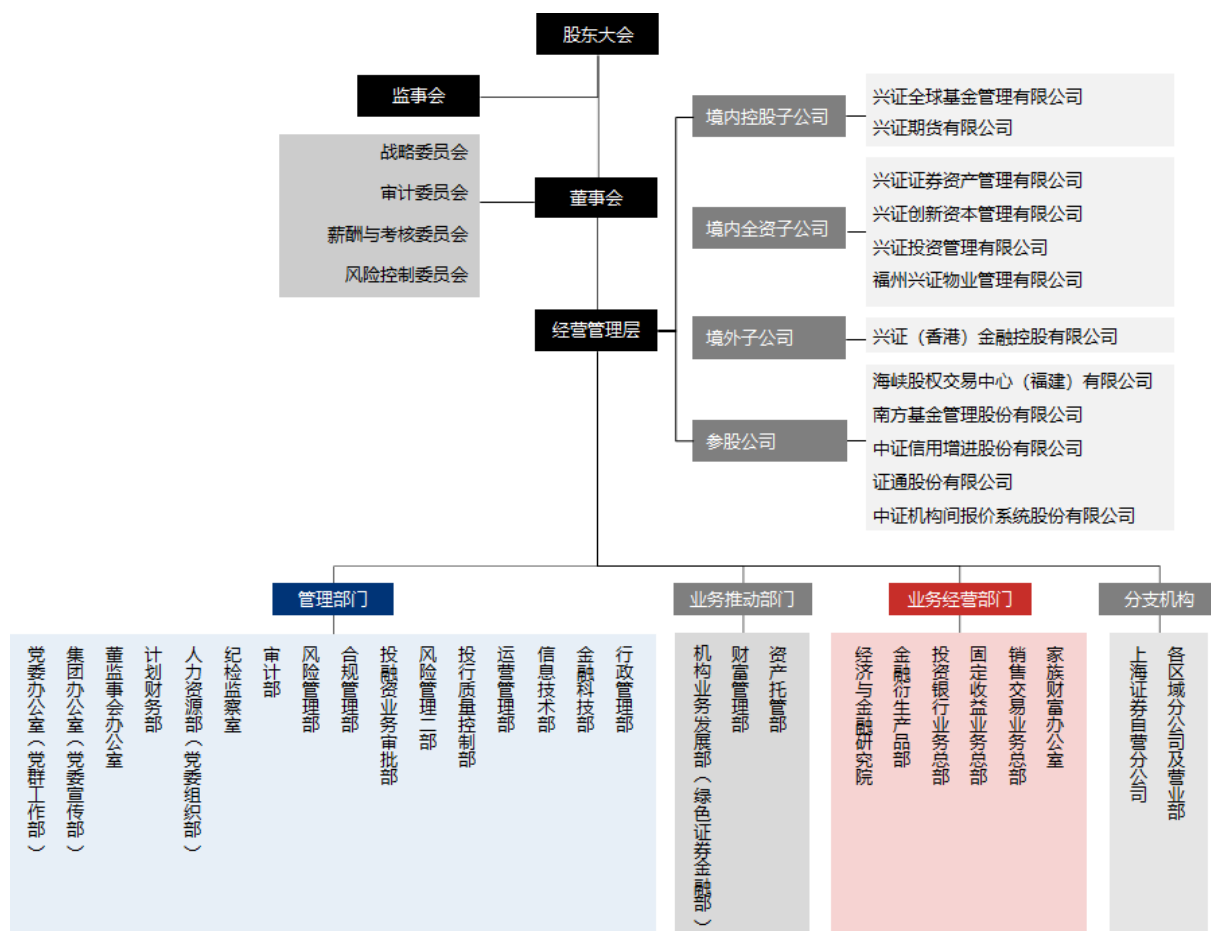 股东大会
监事会
战略委员会
审计委员会
薪酬与考核委员会
风险控制委员会
董事会
经营管理层
境内控股子公司
兴证全球基金管理有限公司
兴证期货有限公司
境内全资子公司
兴证证券资产管理有限公司
兴证创新资本管理有限公司
兴证投资管理有限公司
福州兴证物业管理有限公司
境外子公司
兴证（香港）金融控股有限公司
参股公司
海峡股权交易中心（福建）有限公司
南方基金管理股份有限公司
中证信用增进股份有限公司
证通股份有限公司
中证机构间报价系统股份有限公司
管理部门
党委办公室（党群工作部）
集团办公室（党委宣传部）
董监事会办公室
计划财务部
人力资源部（党委组织部）
纪检监察室
审计部
风险管理部
合规管理部
投融资业务审批部
风险管理二部
投行质量控制部
运营管理部
信息技术部
金融科技部
行政管理部
业务推动部门
机构业务发展部（绿色证券金融部）
财富管理部
资产托管部
业务经营部门
经济与金融研究院
金融衍生产品部
投资银行业务总部
固定收益业务总部
销售交易业务总部
家族财富办公室
分支机构
上海证券自营分公司
各区域分公司及营业部